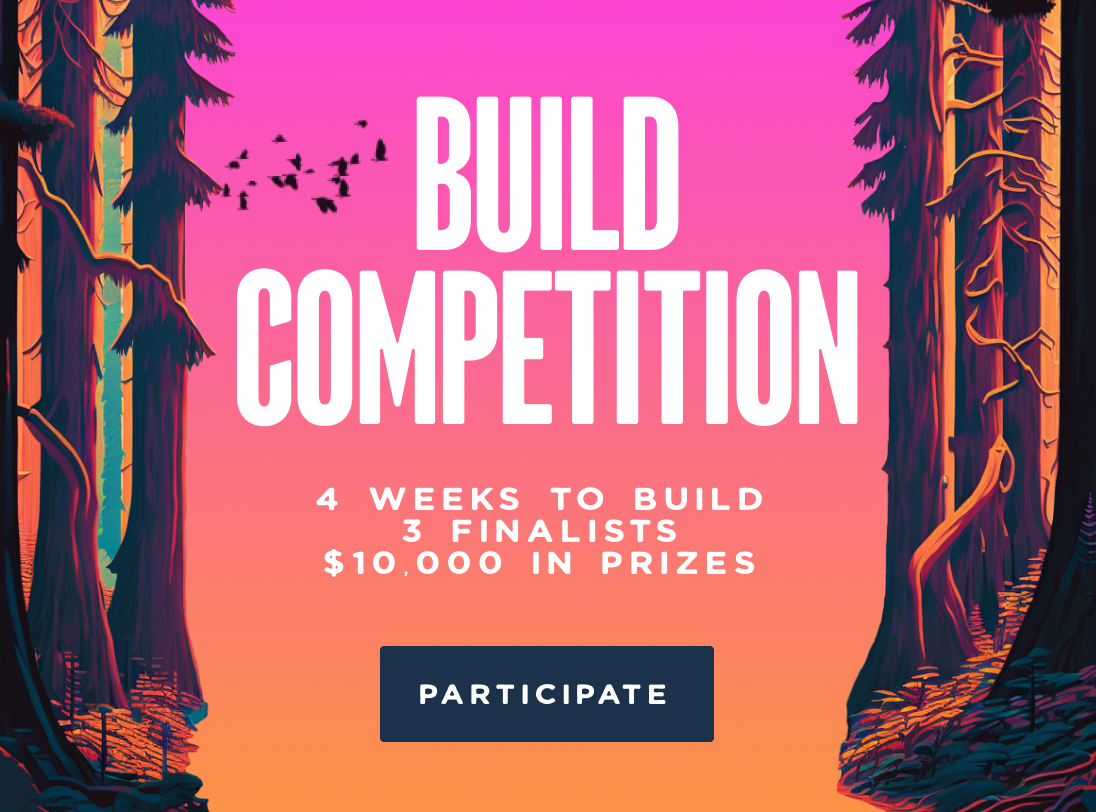 BUILD
COMPETITION
4 WEEKS TO BUILD
3 FINALISTS
$10,000 IN PRIZES
PARTICIPATE